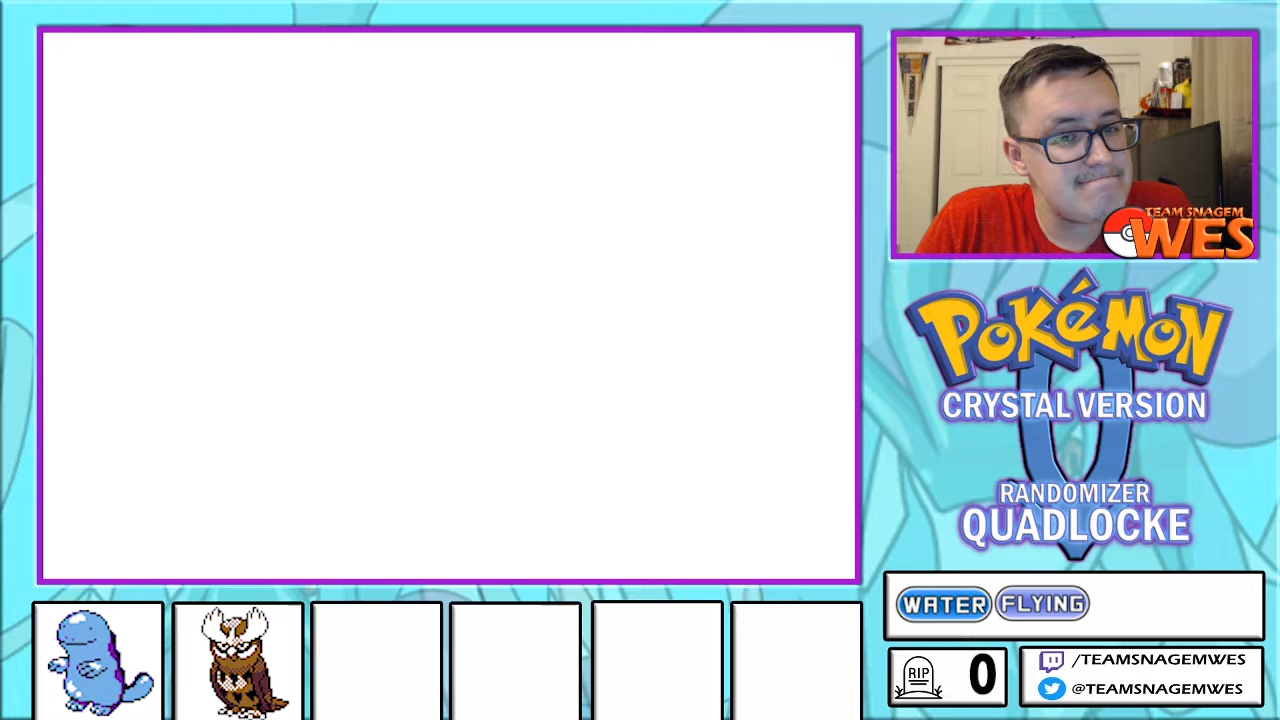 TEAM SNAGEM
WES
POKéMON
CRYSTAL VERSION
RANDOMIZER
QUADLOCKE
WATER FLYING
RIP 0
/TEAMSNAGEMWES
@TEAMSNAGEMWES